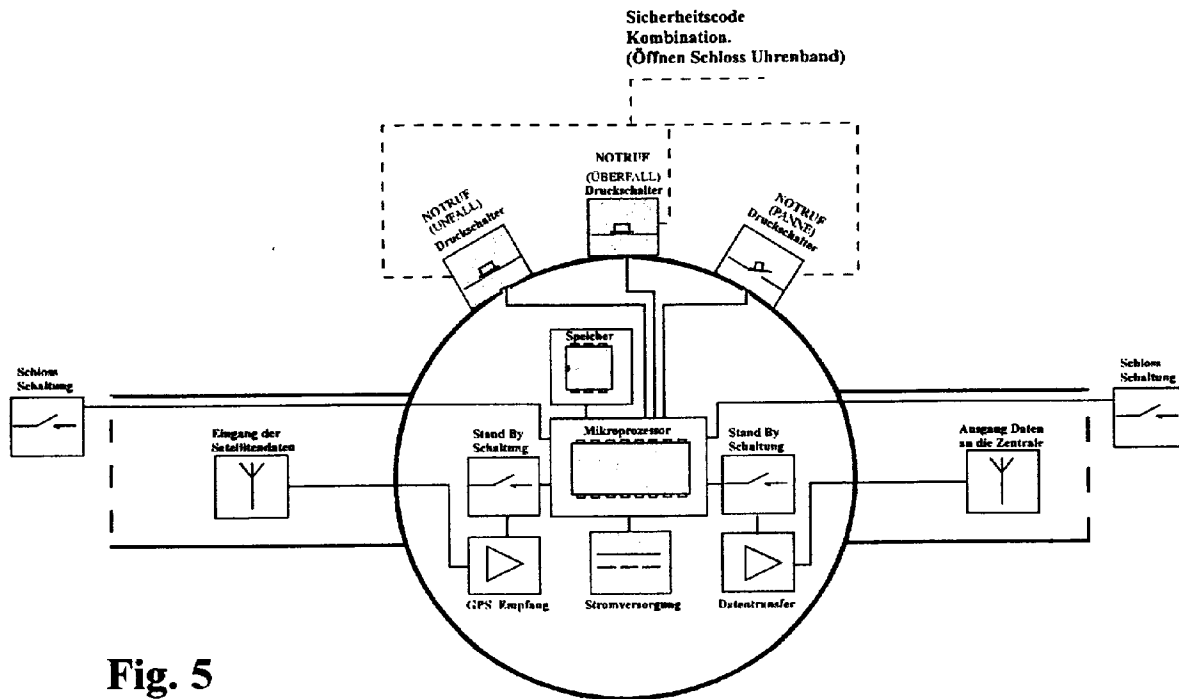 Sicherheitscode
Kombination.
(Öffnen Schloss Uhrenband)
NOTRUF
(ÜBERFALL)
Druckschalter
NOTRUF
(UNFALL)
Druckschalter
NOTRUF
(PANNE)
Druckschalter
Speicher
Schloss
Schaltung
Schloss
Schaltung
Eingang der
Satellitendaten
Stand By
Schaltung
Mikroprozessor
Stand By
Schaltung
Ausgang Daten
an die Zentrale
GPS Empfang
Stromversorgung
Datentransfer
Fig. 5